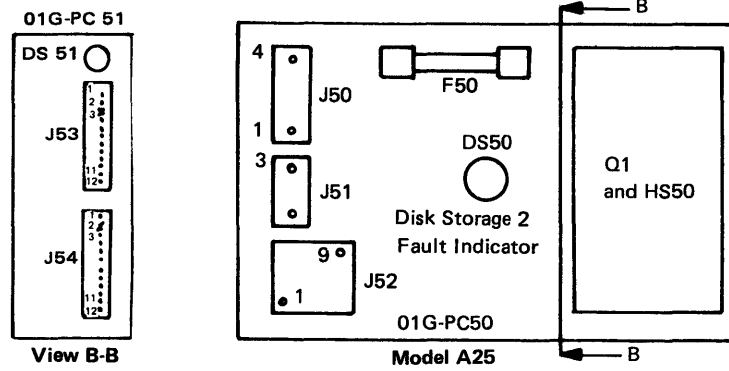 01G-PC 51
DS 51
1
2
3
J53
11
12
1
2
3
J54
11
12
View B-B
B
4
J50
1
F50
3
J51
DS50
Disk Storage 2
Fault Indicator
Q1
and HS50
9
J52
1
01G-PC50
Model A25
B